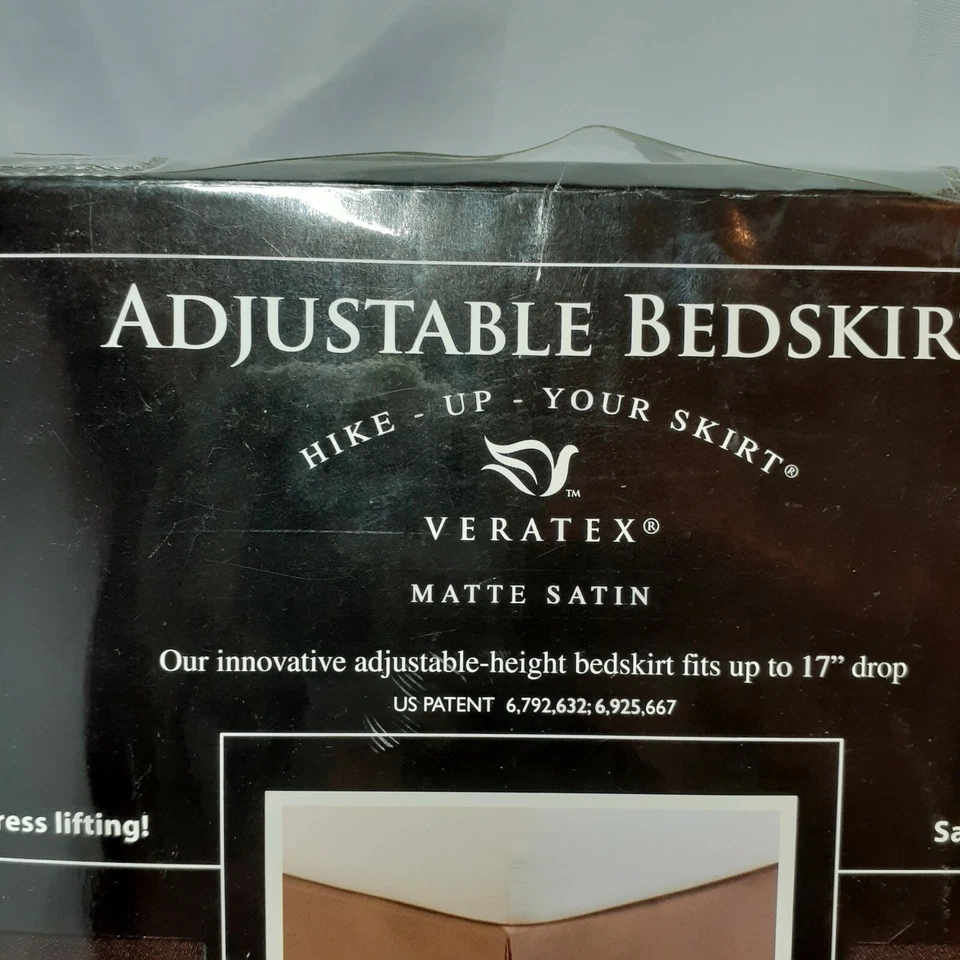 ADJUSTABLE BEDSKIR
HIKE - UP - YOUR SKIRT®
™
VERATEX®
MATTE SATIN
Our innovative adjustable-height bedskirt fits up to 17” drop
US PATENT 6,792,632; 6,925,667
ress lifting!
Sa